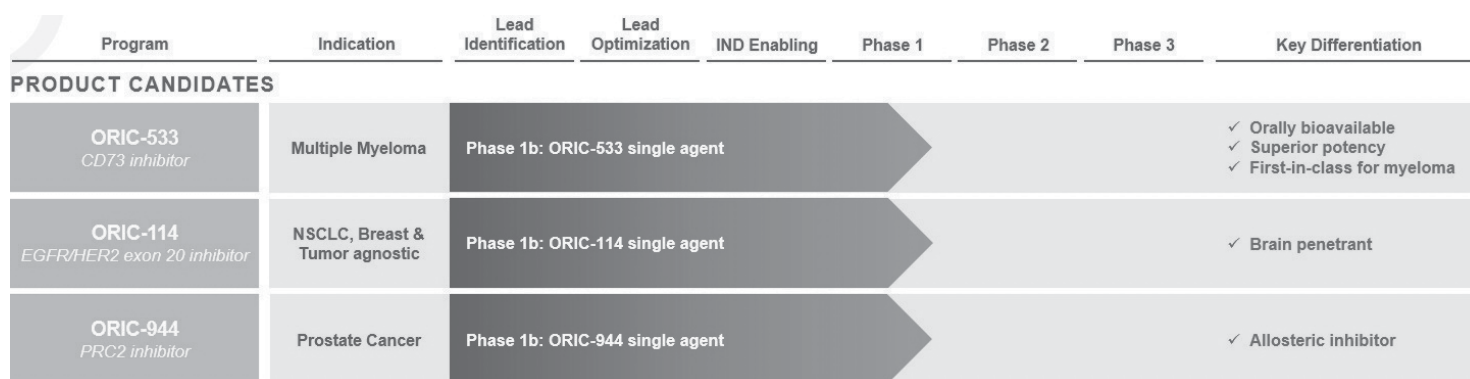 Program
Indication
Lead
Identification
Lead
Optimization
IND Enabling
Phase 1
Phase 2
Phase 3
Key Differentiation
PRODUCT CANDIDATES
ORIC-533
CD73 inhibitor
Multiple Myeloma
Phase 1b: ORIC-533 single agent
✓ Orally bioavailable
✓ Superior potency
✓ First-in-class for myeloma
ORIC-114
EGFR/HER2 exon 20 inhibitor
NSCLC, Breast &
Tumor agnostic
Phase 1b: ORIC-114 single agent
✓ Brain penetrant
ORIC-944
PRC2 inhibitor
Prostate Cancer
Phase 1b: ORIC-944 single agent
✓ Allosteric inhibitor